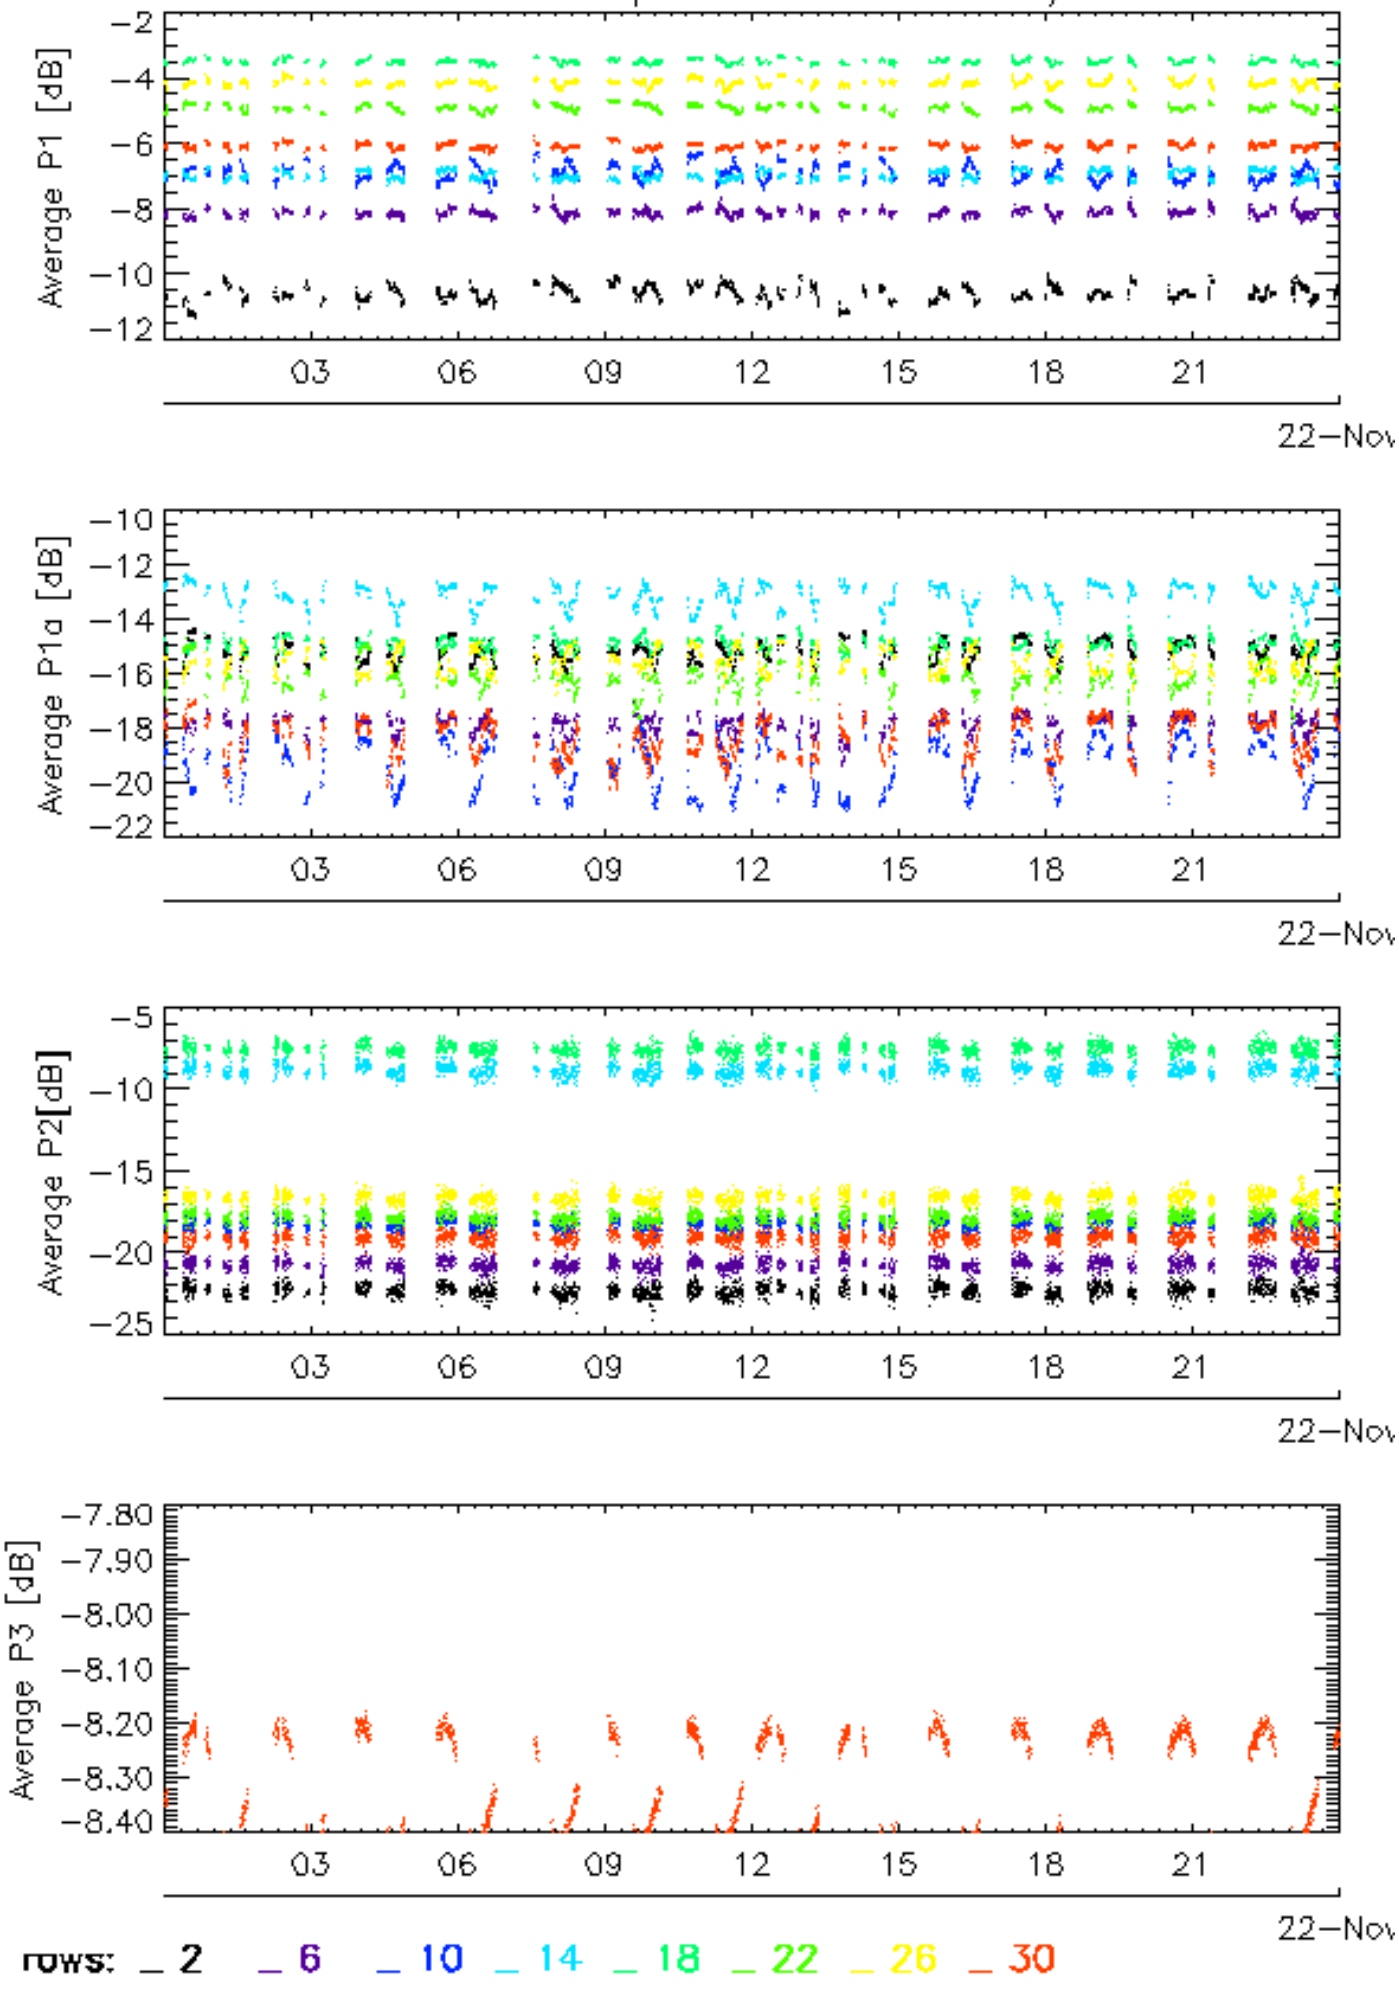 Average P1 [dB]
-2
-4
-6
-8
-10
-12
03 06 09 12 15 18 21
22-Nov
Average P1a [dB]
-10
-12
-14
-16
-18
-20
-22
03 06 09 12 15 18 21
22-Nov
Average P2[dB]
-5
-10
-15
-20
-25
03 06 09 12 15 18 21
22-Nov
Average P3 [dB]
-7.80
-7.90
-8.00
-8.10
-8.20
-8.30
-8.40
03 06 09 12 15 18 21
22-Nov
rows: _ 2 _ 6 _ 10 _ 14 _ 18 _ 22 _ 26 _ 30